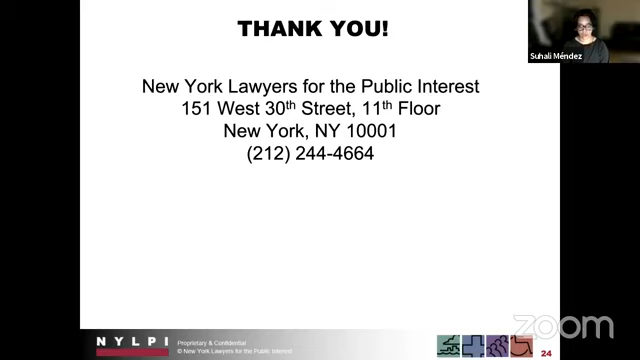 THANK YOU!
Suhali Méndez
New York Lawyers for the Public Interest
151 West 30th Street, 11th Floor
New York, NY 10001
(212) 244-4664
NYLPI
Proprietary & Confidential
© New York Lawyers for the Public Interest
24
zoom